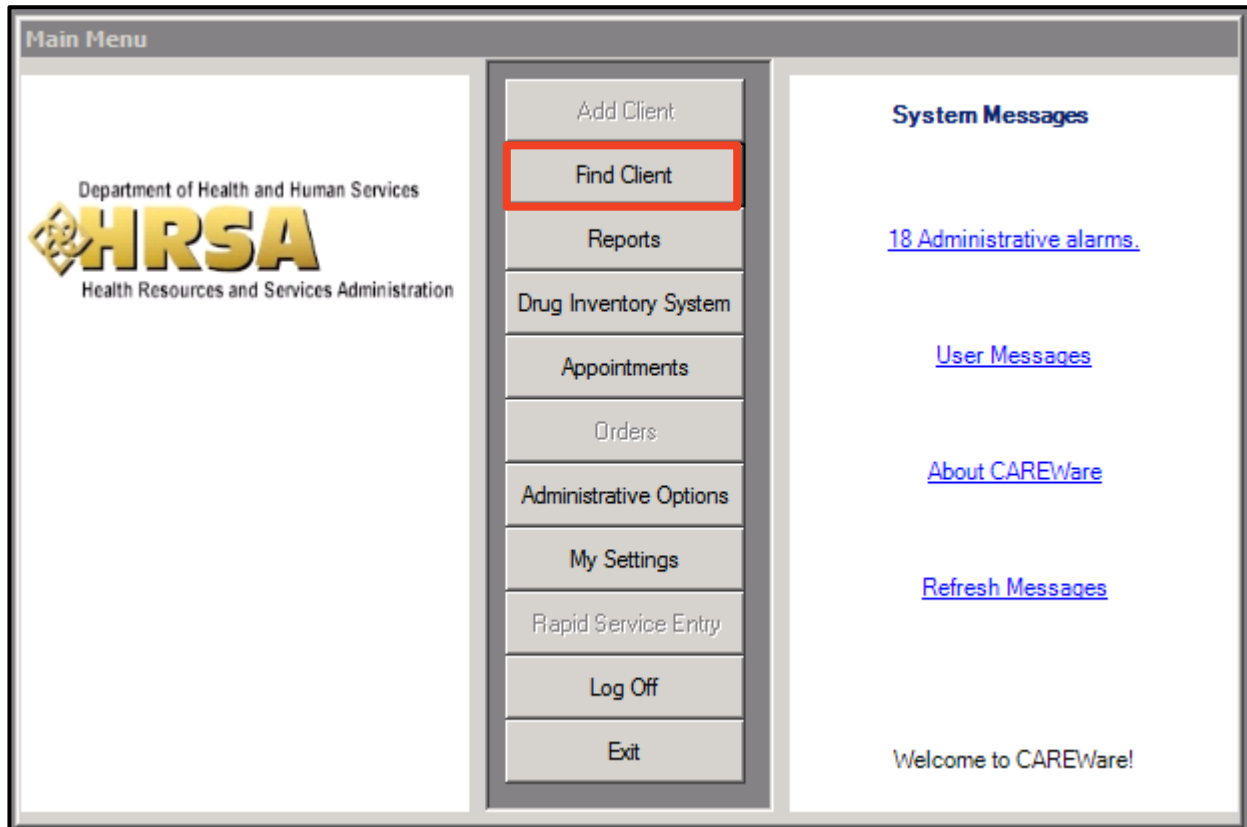 Main Menu
Department of Health and Human Services
HRSA
Health Resources and Services Administration
Add Client
Find Client
Reports
Drug Inventory System
Appointments
Orders
Administrative Options
My Settings
Rapid Service Entry
Log Off
Exit
System Messages
18 Administrative alarms.
User Messages
About CAREWare
Refresh Messages
Welcome to CAREWare!